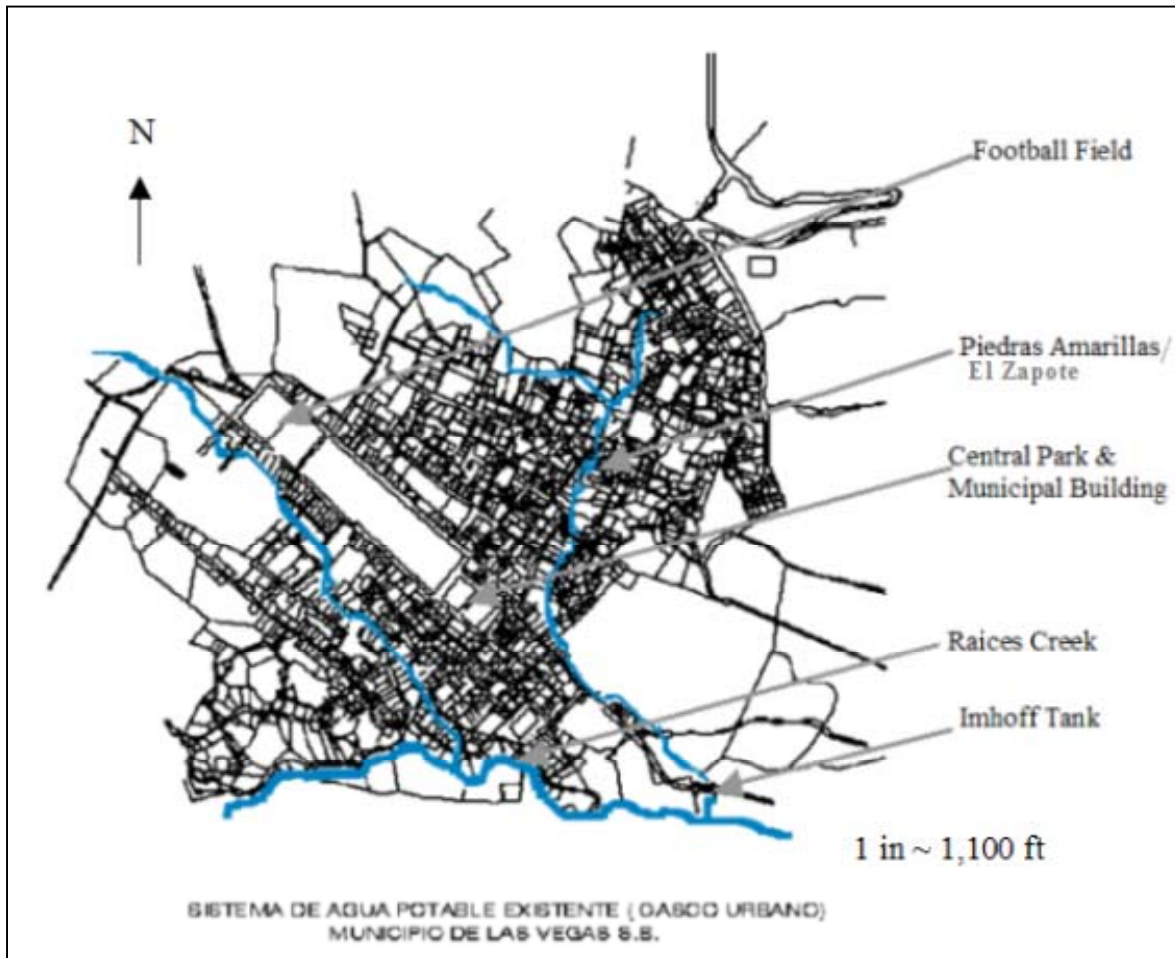 N
Football Field
Piedras Amarillas/
El Zapote
Central Park &
Municipal Building
Raices Creek
Imhoff Tank
1 in ~ 1,100 ft
SISTEMA DE AGUA POTABLE EXISTENTE ( CASCO URBANO)
MUNICIPIO DE LAS VEGAS S.B.